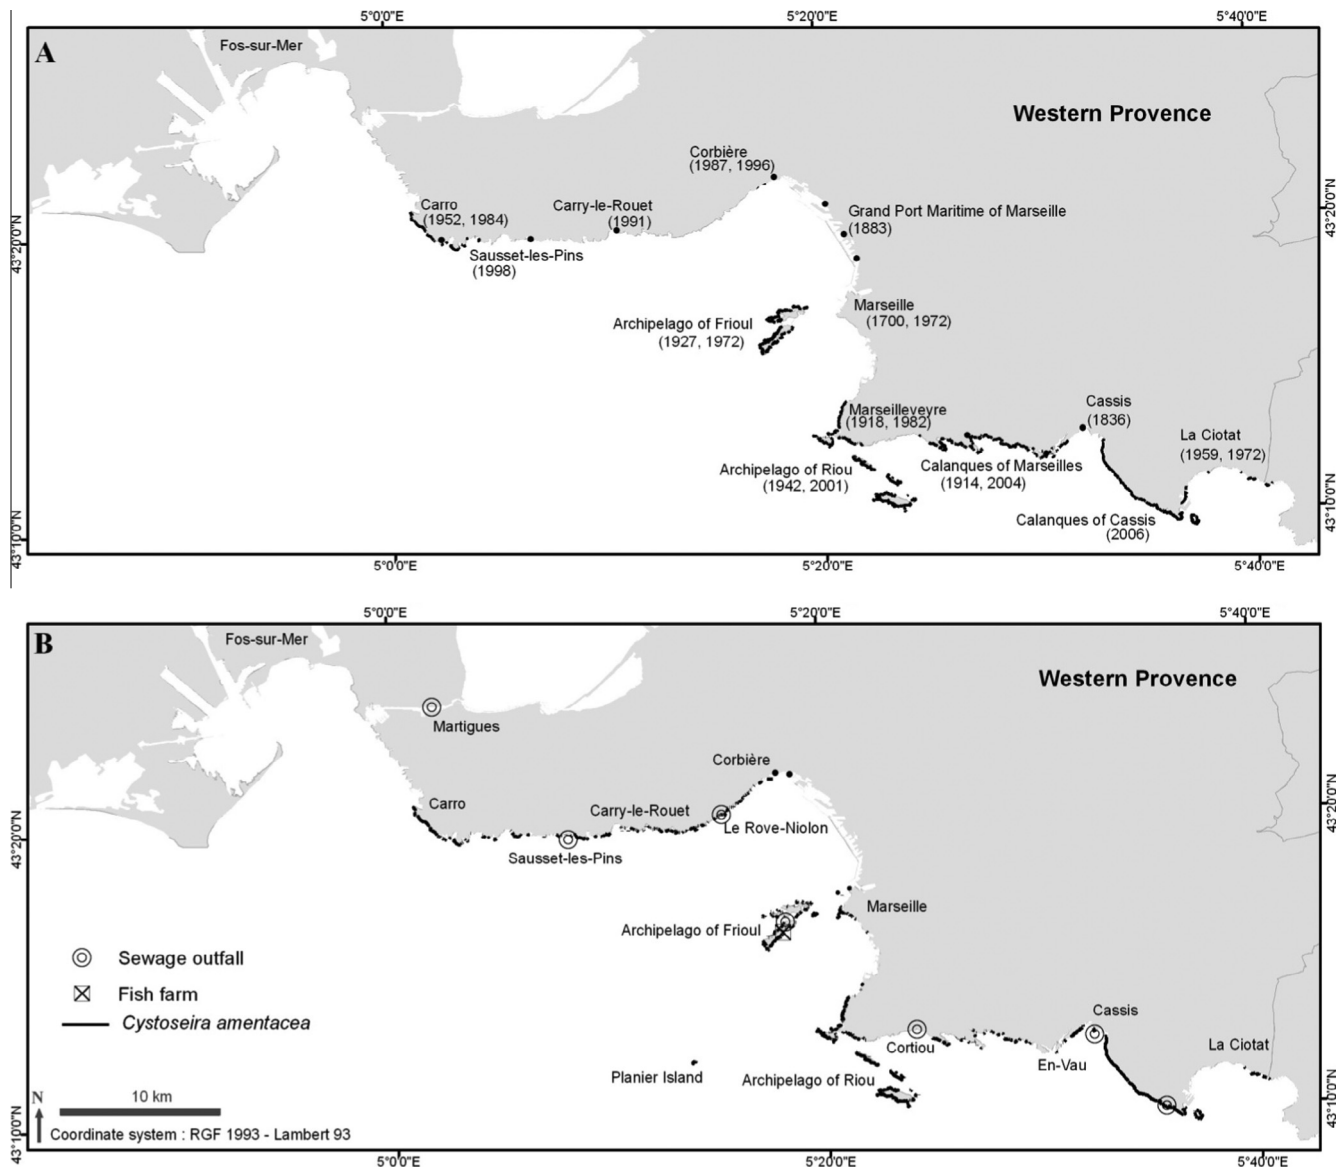 5°0'0"E 5°20'0"E 5°40'0"E
A
Fos-sur-Mer
Western Provence
Corbière
(1987, 1996)
Carro
(1952, 1984)
Carry-le-Rouet
(1991)
Grand Port Maritime of Marseille
(1883)
43°20'0"N
43°20'0"N
Sausset-les-Pins
(1998)
Marseille
(1700, 1972)
Archipelago of Frioul
(1927, 1972)
Marseilleveyre
(1918, 1982)
Cassis
(1836)
La Ciotat
(1959, 1972)
Archipelago of Riou
(1942, 2001)
Calanques of Marseilles
(1914, 2004)
Calanques of Cassis
(2006)
43°10'0"N
43°10'0"N
5°0'0"E 5°20'0"E 5°40'0"E
5°0'0"E 5°20'0"E 5°40'0"E
B
Fos-sur-Mer
Western Provence
Martigues
Corbière
Carro
Carry-le-Rouet
Le Rove-Niolon
43°20'0"N
43°20'0"N
Sausset-les-Pins
Marseille
Archipelago of Frioul
Sewage outfall
Fish farm
Cystoseira amentacea
Cassis
Cortiou
La Ciotat
En-Vau
Planier Island
Archipelago of Riou
N
10 km
Coordinate system : RGF 1993 - Lambert 93
43°10'0"N
43°10'0"N
5°0'0"E 5°20'0"E 5°40'0"E